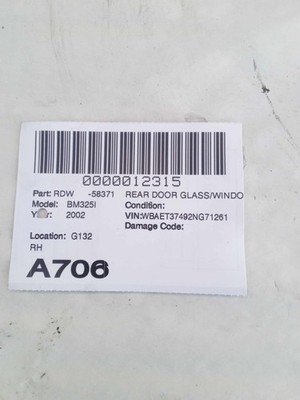 0000012315
Part: RDW -58371 REAR DOOR GLASS/WINDO
Model: BM325I Condition:
2002 VIN:WBAET37492NG71261
Damage Code:
Location: G132
RH
A706